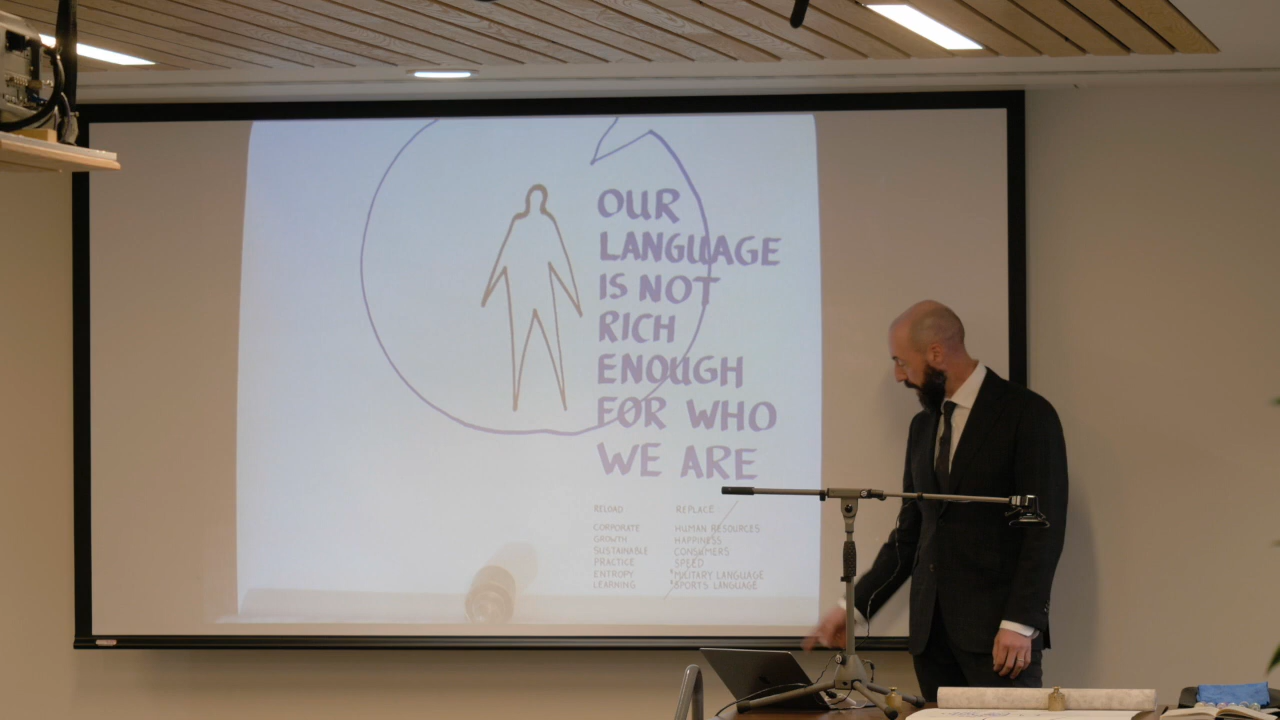 OUR
LANGUAGE
IS NOT
RICH
ENOUGH
FOR WHO
WE ARE
RELOAD REPLACE
CORPORATE HUMAN RESOURCES
GROWTH HAPPINESS
SUSTAINABLE CONSUMERS
PRACTICE SPEED
ENTROPY *MILITARY LANGUAGE
LEARNING *SPORTS LANGUAGE